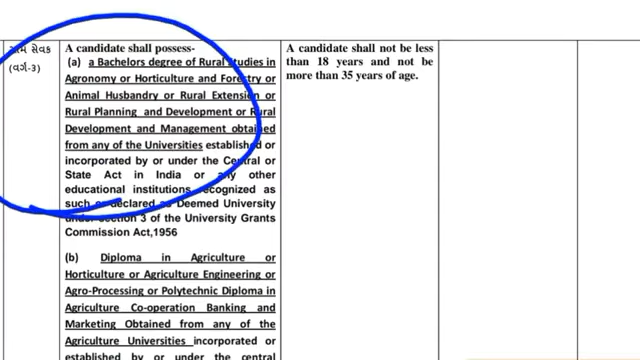 ગ્રામ સેવક
(વર્ગ-૩)
A candidate shall possess-
(a) a Bachelors degree of Rural Studies in
Agronomy or Horticulture and Forestry or
Animal Husbandry or Rural Extension or
Rural Planning and Development or Rural
Development and Management obtained
from any of the Universities established or
incorporated by or under the Central or
State Act in India or any other
educational institutions recognized as
such or declared as Deemed University
under section 3 of the University Grants
Commission Act,1956
(b) Diploma in Agriculture or
Horticulture or Agriculture Engineering or
Agro-Processing or Polytechnic Diploma in
Agriculture Co-operation Banking and
Marketing Obtained from any of the
Agriculture Universities incorporated or
established by or under the central
A candidate shall not be less
than 18 years and not be
more than 35 years of age.